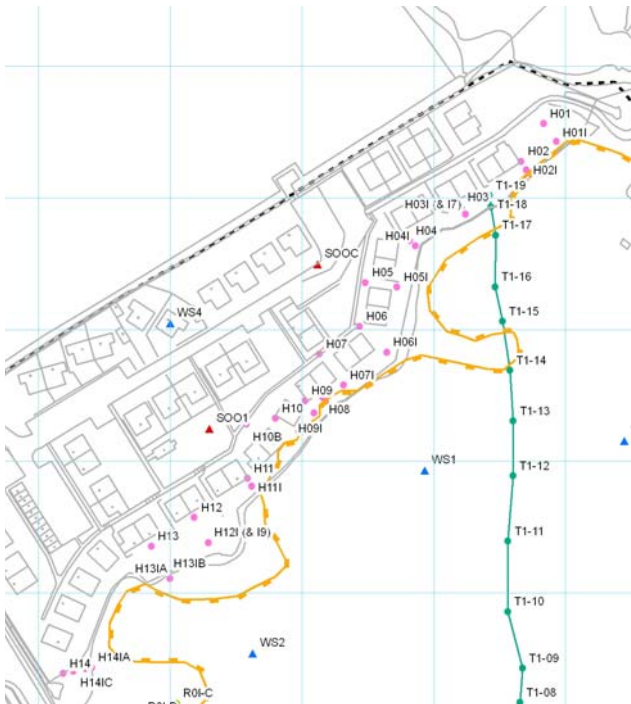 H01
H01I
H02
H02I
T1-19
H03I (& I7)
H03
T1-18
H04I
H04
T1-17
SOOC
H05
H05I
T1-16
WS4
T1-15
H06
H06I
H07
T1-14
H07I
H09
H08
SOO1
H10
T1-13
H10B
H09I
WS1
H11
T1-12
H11I
H12
H12I (& I9)
T1-11
H13
H13IB
H13IA
T1-10
WS2
H14
H14IA
T1-09
H14IC
R0I-C
T1-08